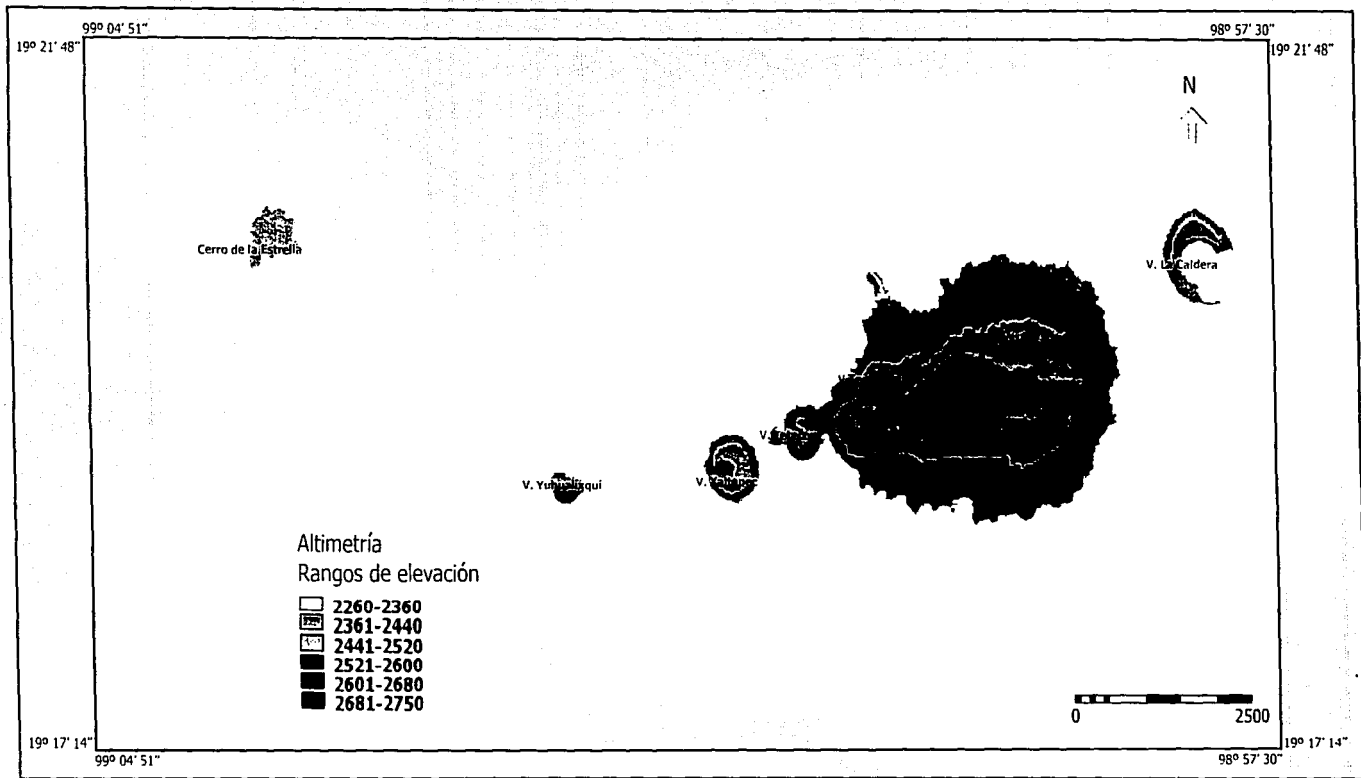 99º 04' 51"
98º 57' 30"
19º 21' 48"
19º 21' 48"
N
Cerro de la Estrella
V. La Caldera
V. Yuhualixqui
V. Xaltepec
Altimetría
Rangos de elevación
2260-2360
2361-2440
2441-2520
2521-2600
2601-2680
2681-2750
0
2500
19º 17' 14"
19º 17' 14"
99º 04' 51"
98º 57' 30"